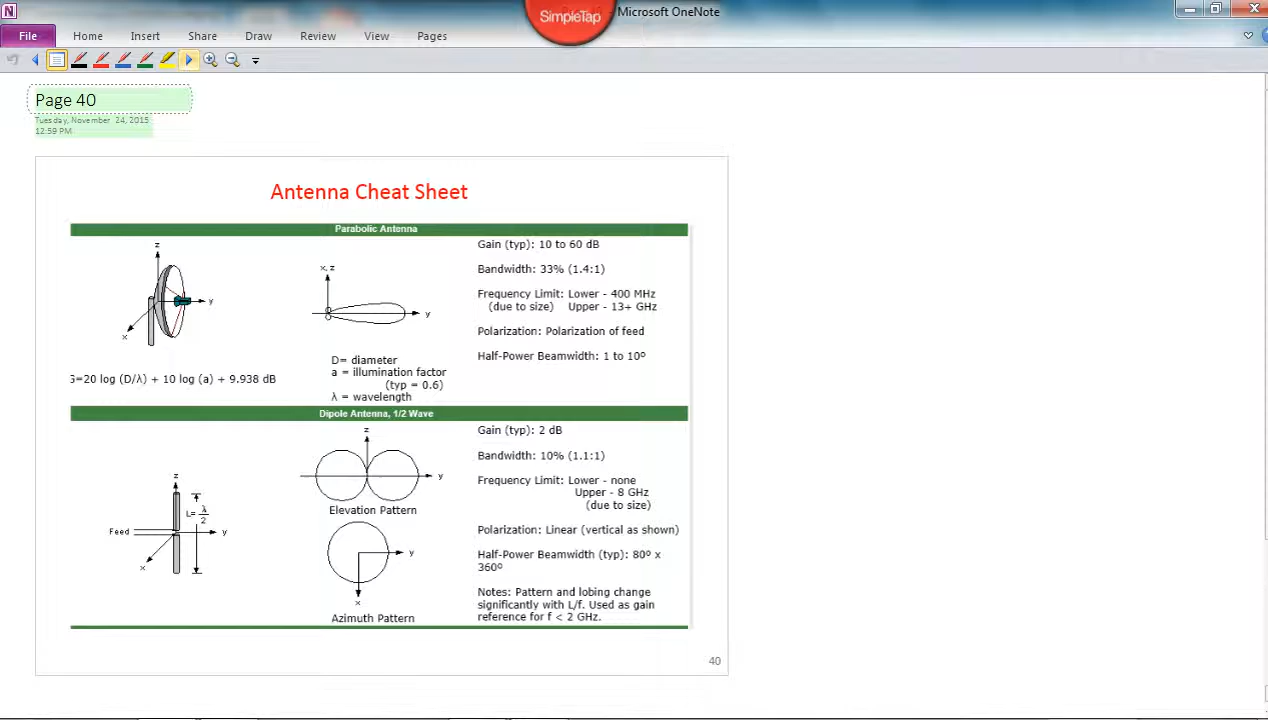 SimpleTap
Microsoft OneNote
File Home Insert Share Draw Review View Pages
Page 40
Tuesday, November 24, 2015
12:59 PM
Antenna Cheat Sheet
Parabolic Antenna
z
y
x
G=20 log (D/λ) + 10 log (a) + 9.938 dB
x, z
y
D= diameter
a = illumination factor
(typ = 0.6)
λ = wavelength
Gain (typ): 10 to 60 dB
Bandwidth: 33% (1.4:1)
Frequency Limit: Lower - 400 MHz
(due to size) Upper - 13+ GHz
Polarization: Polarization of feed
Half-Power Beamwidth: 1 to 10º
Dipole Antenna, 1/2 Wave
z
L= λ
2
Feed
y
x
z
y
Elevation Pattern
y
x
Azimuth Pattern
Gain (typ): 2 dB
Bandwidth: 10% (1.1:1)
Frequency Limit: Lower - none
Upper - 8 GHz
(due to size)
Polarization: Linear (vertical as shown)
Half-Power Beamwidth (typ): 80º x
360º
Notes: Pattern and lobing change
significantly with L/f. Used as gain
reference for f < 2 GHz.
40